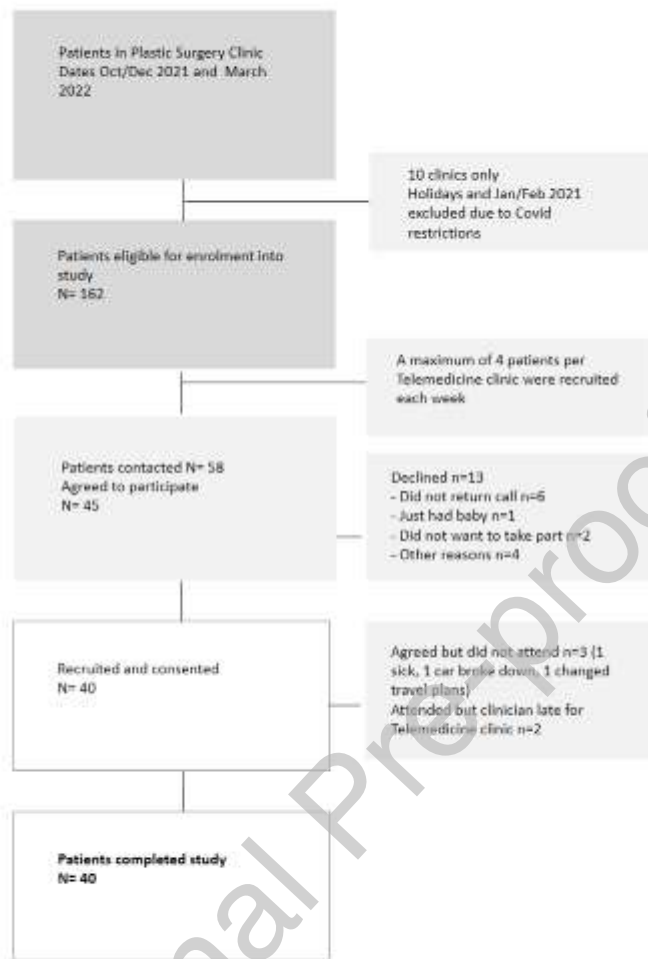 Patients in Plastic Surgery Clinic
Dates Oct/Dec 2021 and March
2022
10 clinics only
Holidays and Jan/Feb 2021
excluded due to Covid
restrictions
Patients eligible for enrolment into
study
N= 162
A maximum of 4 patients per
Telemedicine clinic were recruited
each week
Patients contacted N= 58
Agreed to participate
N= 45
Declined n=13
- Did not return call n=6
- Just had baby n=1
- Did not want to take part n=2
- Other reasons n=4
Recruited and consented
N= 40
Agreed but did not attend n=3 (1
sick, 1 car broke down, 1 changed
travel plans)
Attended but clinician late for
Telemedicine clinic n=2
Patients completed study
N= 40
nal Pre-proo